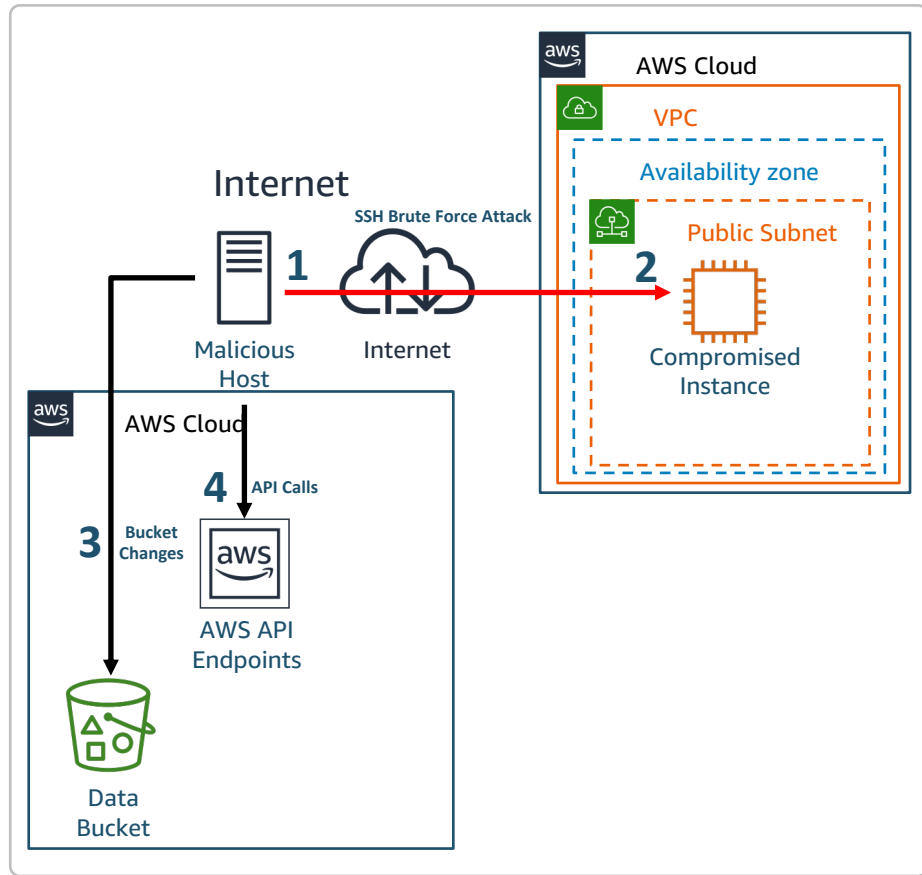 aws
AWS Cloud
VPC
Availability zone
Public Subnet
2
Compromised
Instance
Internet
SSH Brute Force Attack
1
Malicious
Host
Internet
aws
AWS Cloud
4
API Calls
3
Bucket
Changes
aws
AWS API
Endpoints
Data
Bucket